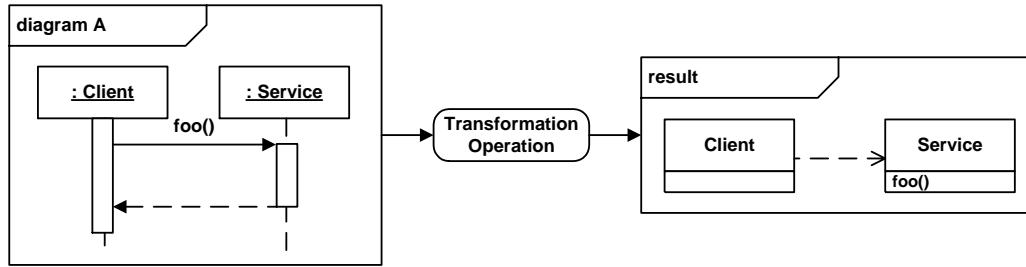 diagram A
: Client
: Service
foo()
Transformation
Operation
result
Client
Service
foo()